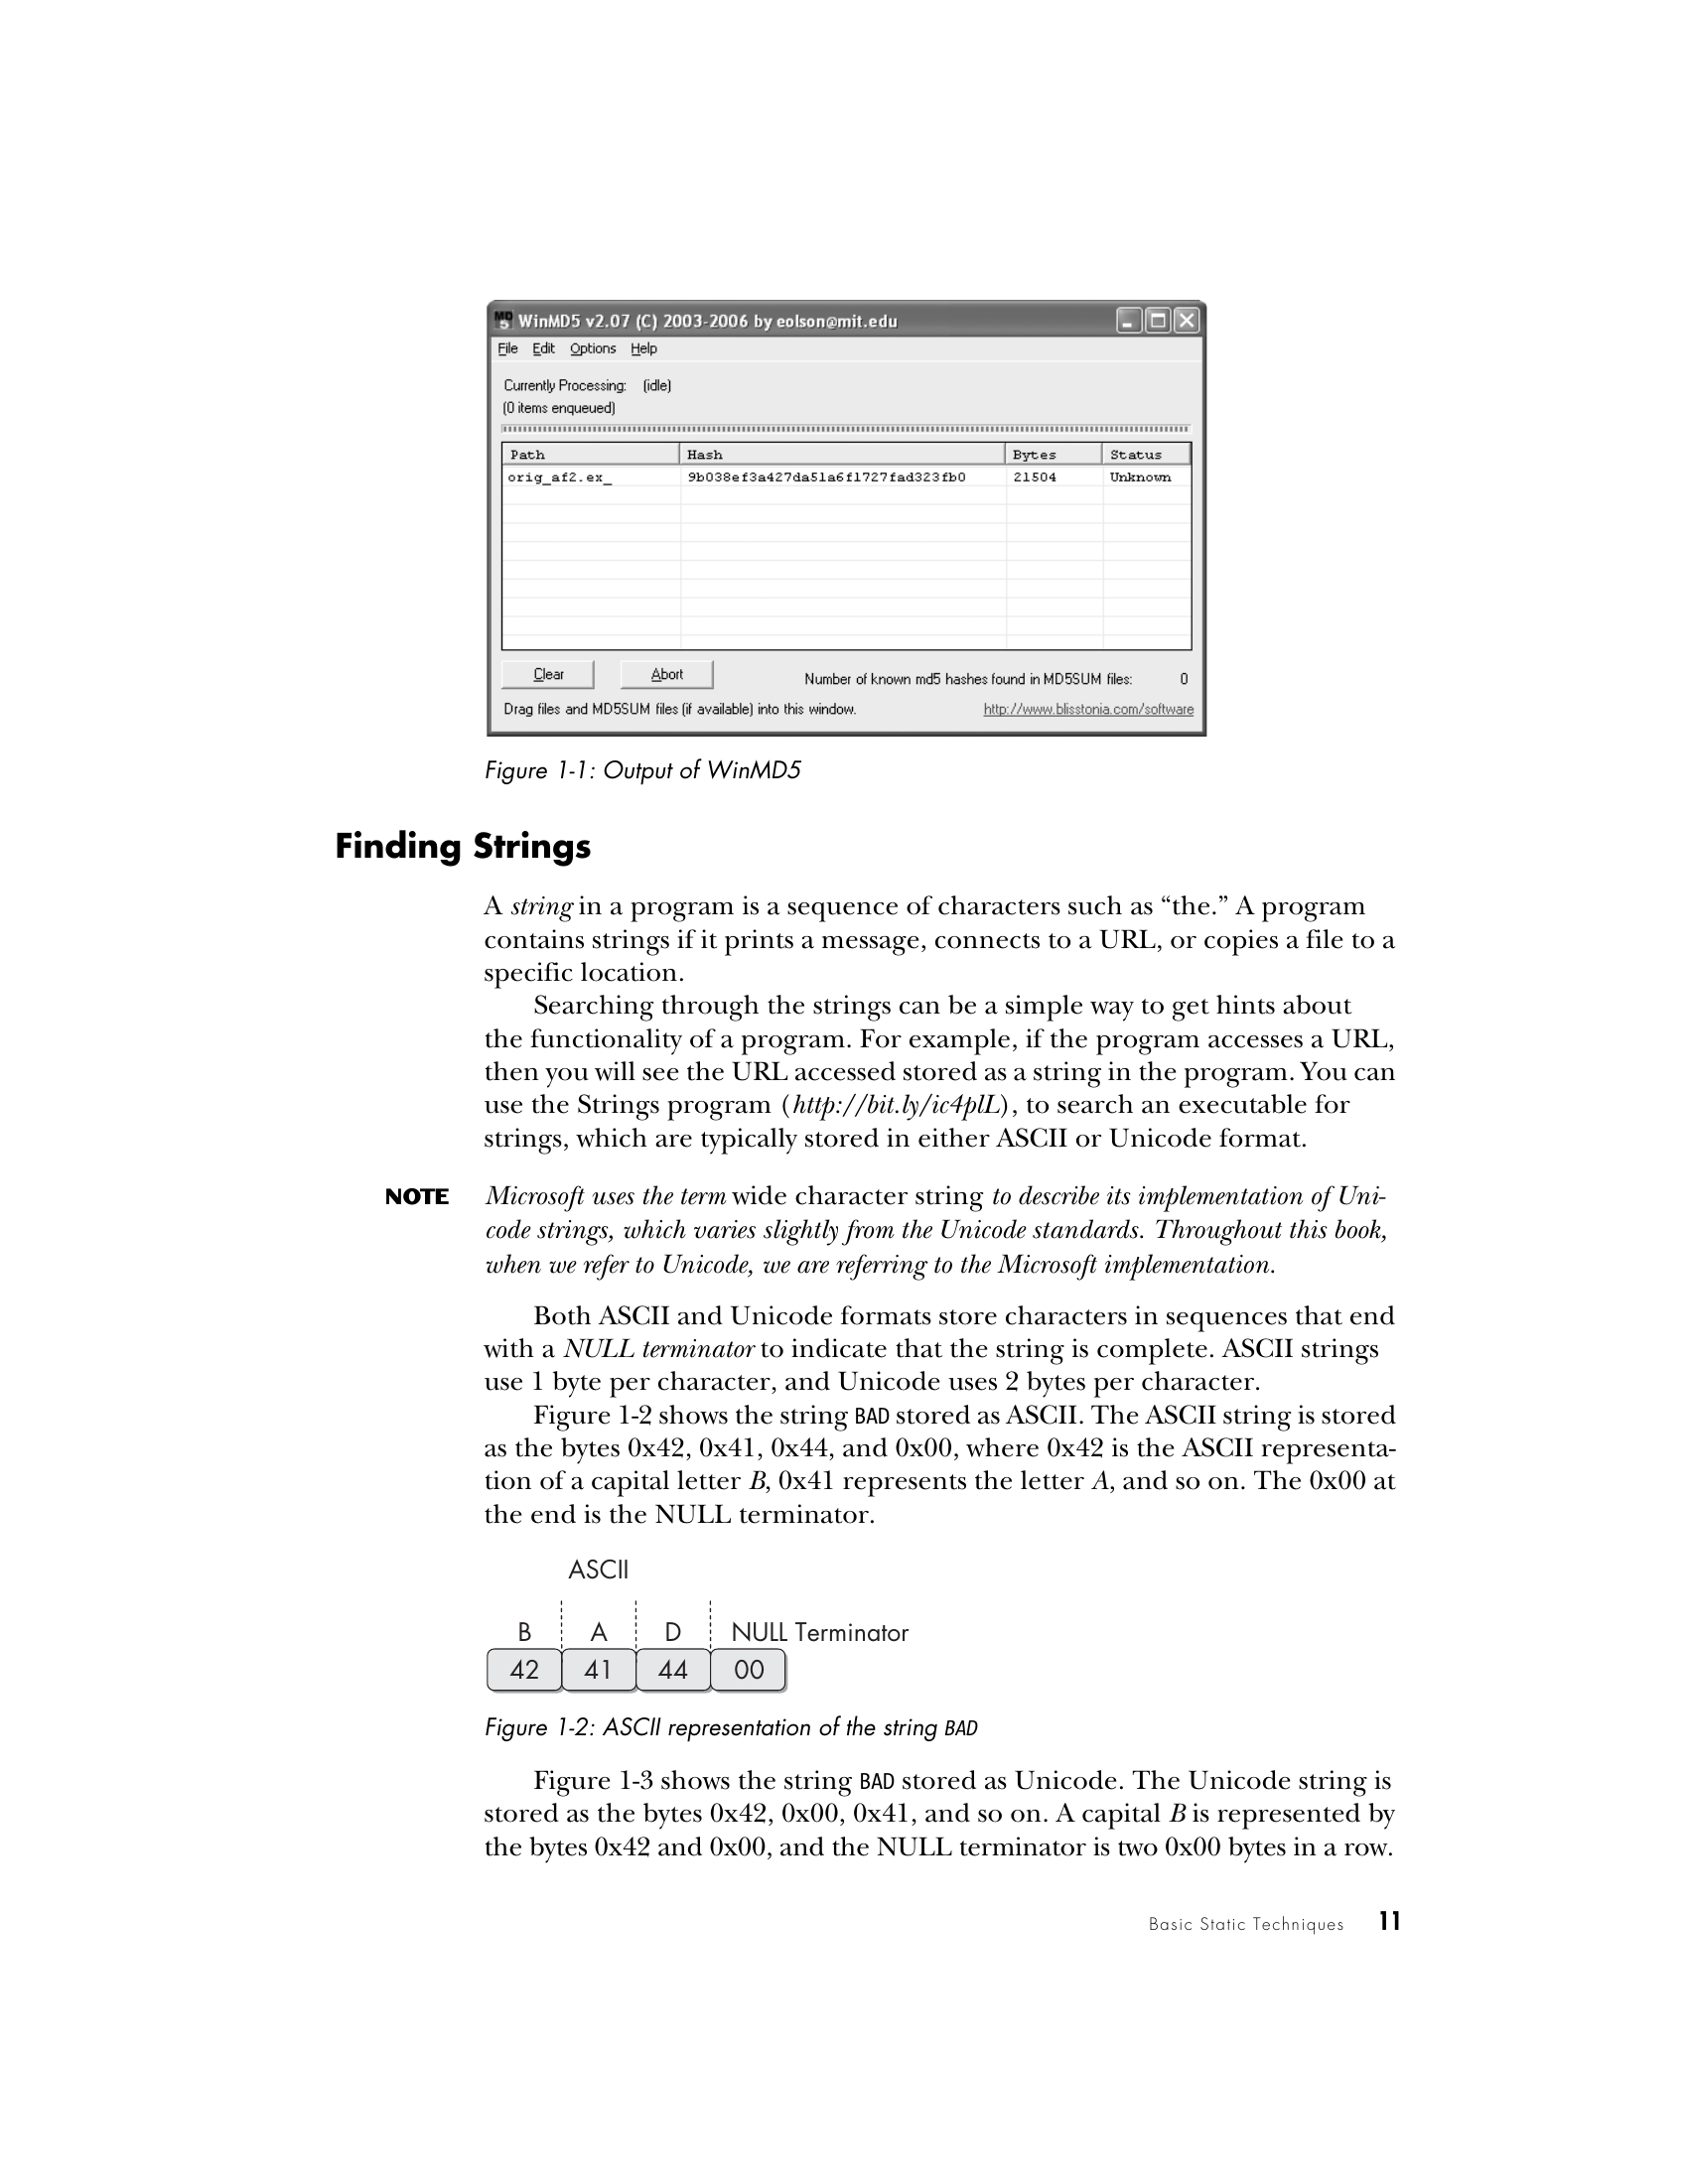 WinMD5 v2.07 (C) 2003-2006 by eolson@mit.edu
File Edit Options Help
Currently Processing: (idle)
(0 items enqueued)
Path Hash Bytes Status
orig_af2.ex_ 9b038ef3a427da51a6f1727fad323fb0 21504 Unknown
Clear Abort Number of known md5 hashes found in MD5SUM files: 0
Drag files and MD5SUM files (if available) into this window. http://www.blisstonia.com/software
Figure 1-1: Output of WinMD5
Finding Strings
A string in a program is a sequence of characters such as “the.” A program
contains strings if it prints a message, connects to a URL, or copies a file to a
specific location.
Searching through the strings can be a simple way to get hints about
the functionality of a program. For example, if the program accesses a URL,
then you will see the URL accessed stored as a string in the program. You can
use the Strings program (http://bit.ly/ic4plL), to search an executable for
strings, which are typically stored in either ASCII or Unicode format.
NOTE Microsoft uses the term wide character string to describe its implementation of Uni-
code strings, which varies slightly from the Unicode standards. Throughout this book,
when we refer to Unicode, we are referring to the Microsoft implementation.
Both ASCII and Unicode formats store characters in sequences that end
with a NULL terminator to indicate that the string is complete. ASCII strings
use 1 byte per character, and Unicode uses 2 bytes per character.
Figure 1-2 shows the string BAD stored as ASCII. The ASCII string is stored
as the bytes 0x42, 0x41, 0x44, and 0x00, where 0x42 is the ASCII representa-
tion of a capital letter B, 0x41 represents the letter A, and so on. The 0x00 at
the end is the NULL terminator.
ASCII
B A D NULL Terminator
42 41 44 00
Figure 1-2: ASCII representation of the string BAD
Figure 1-3 shows the string BAD stored as Unicode. The Unicode string is
stored as the bytes 0x42, 0x00, 0x41, and so on. A capital B is represented by
the bytes 0x42 and 0x00, and the NULL terminator is two 0x00 bytes in a row.
Basic Static Techniques 11